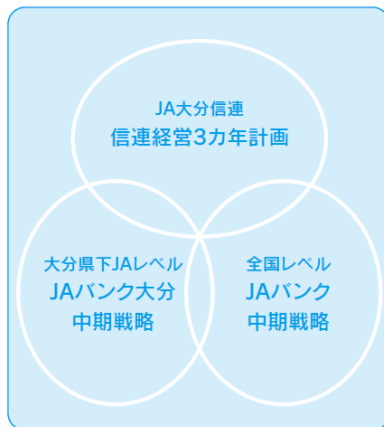 JA大分信連
信連経営3カ年計画
大分県下JAレベル
JAバンク大分
中期戦略
全国レベル
JAバンク
中期戦略